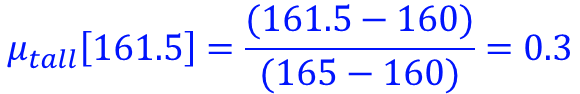 μ_tall[161.5] = (161.5 − 160) / (165 − 160) = 0.3